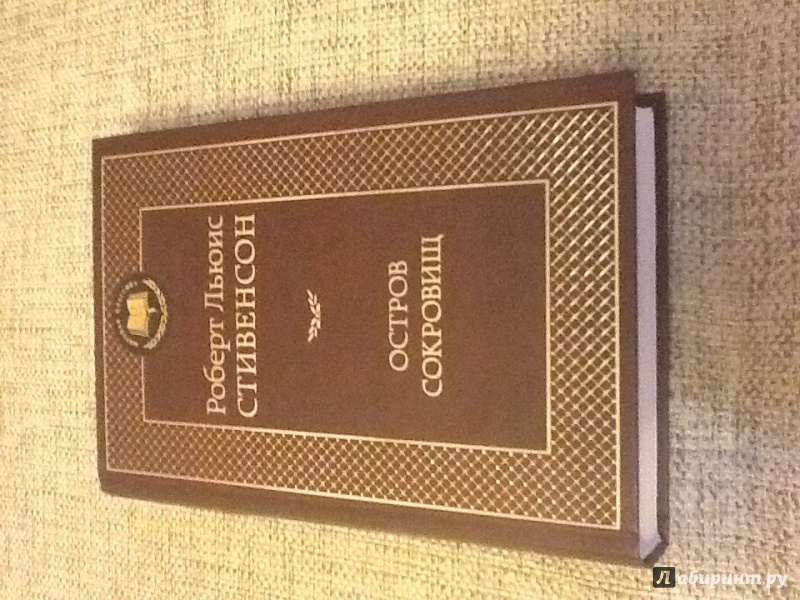 Роберт Льюис
СТИВЕНСОН
ОСТРОВ
СОКРОВИЩ
Лабиринт.ру